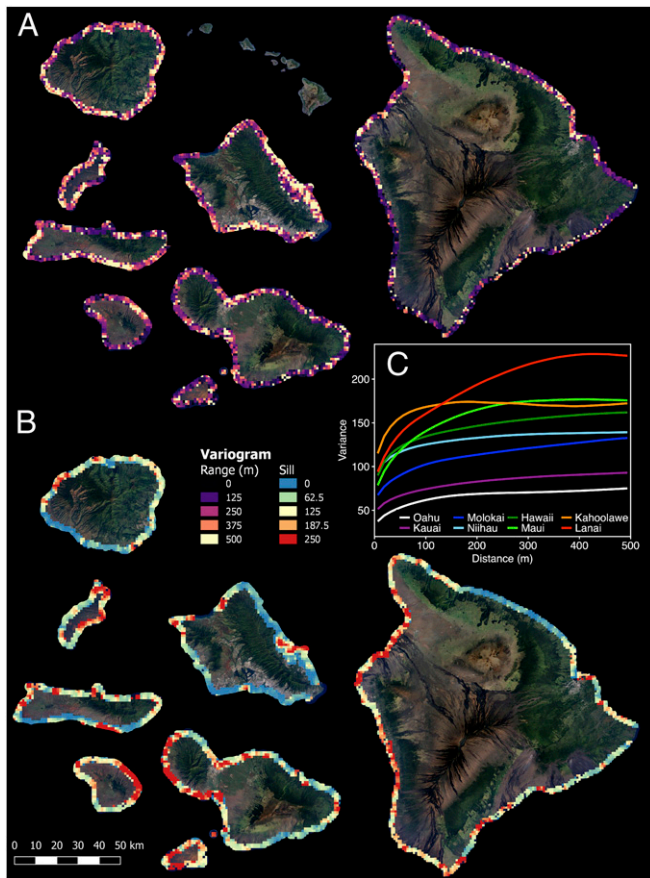 A
C
200
150
100
50
Variance
Oahu Molokai Hawaii Kahoolawe
Kauai Niihau Maui Lanai
0 100 200 300 400 500
Distance (m)
B
Variogram
Range (m) Sill
0 0
125 62.5
250 125
375 187.5
500 250
0 10 20 30 40 50 km